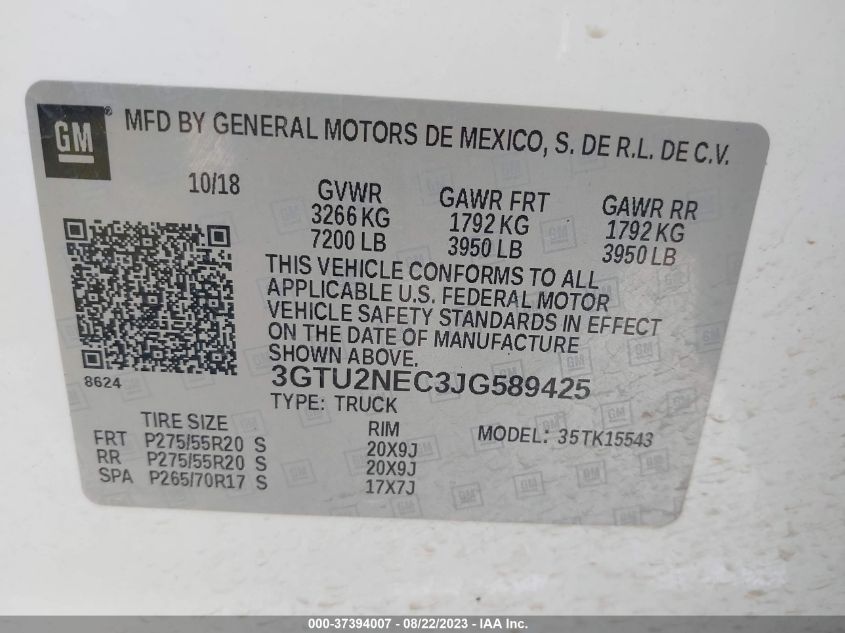 GM
MFD BY GENERAL MOTORS DE MEXICO, S. DE R.L. DE C.V.
10/18
GVWR
3266 KG
7200 LB
GAWR FRT
1792 KG
3950 LB
GAWR RR
1792 KG
3950 LB
THIS VEHICLE CONFORMS TO ALL
APPLICABLE U.S. FEDERAL MOTOR
VEHICLE SAFETY STANDARDS IN EFFECT
ON THE DATE OF MANUFACTURE
SHOWN ABOVE.
8624
3GTU2NEC3JG589425
TYPE: TRUCK
MODEL: 35TK15543
TIRE SIZE RIM
FRT P275/55R20 S 20X9J
RR P275/55R20 S 20X9J
SPA P265/70R17 S 17X7J
000-37394007 - 08/22/2023 - IAA Inc.